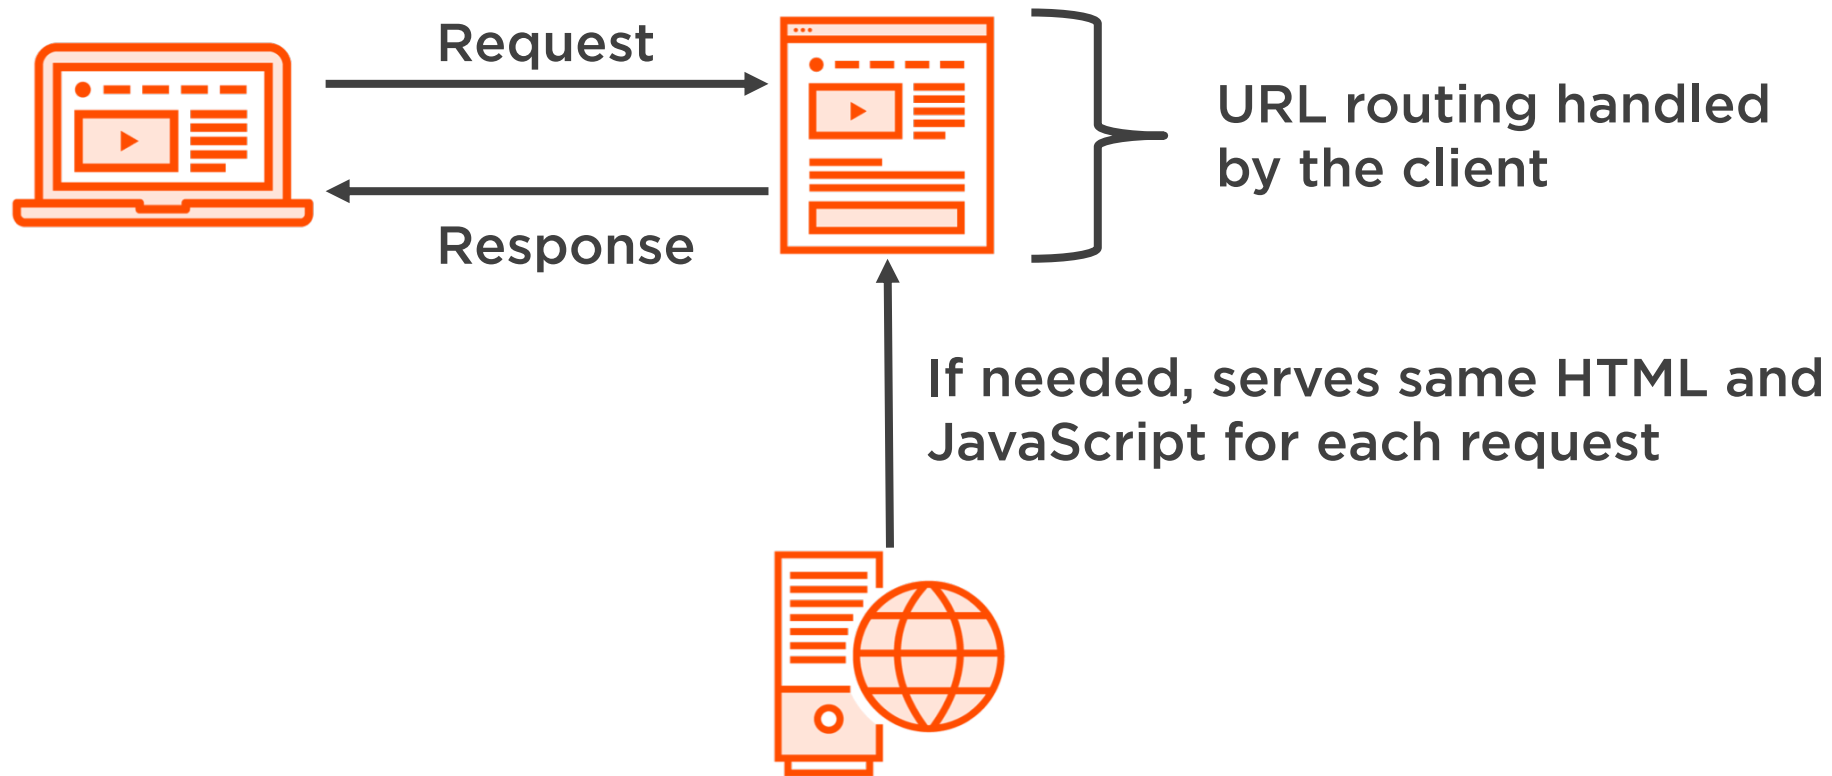 Request
Response
URL routing handled
by the client
If needed, serves same HTML and
JavaScript for each request